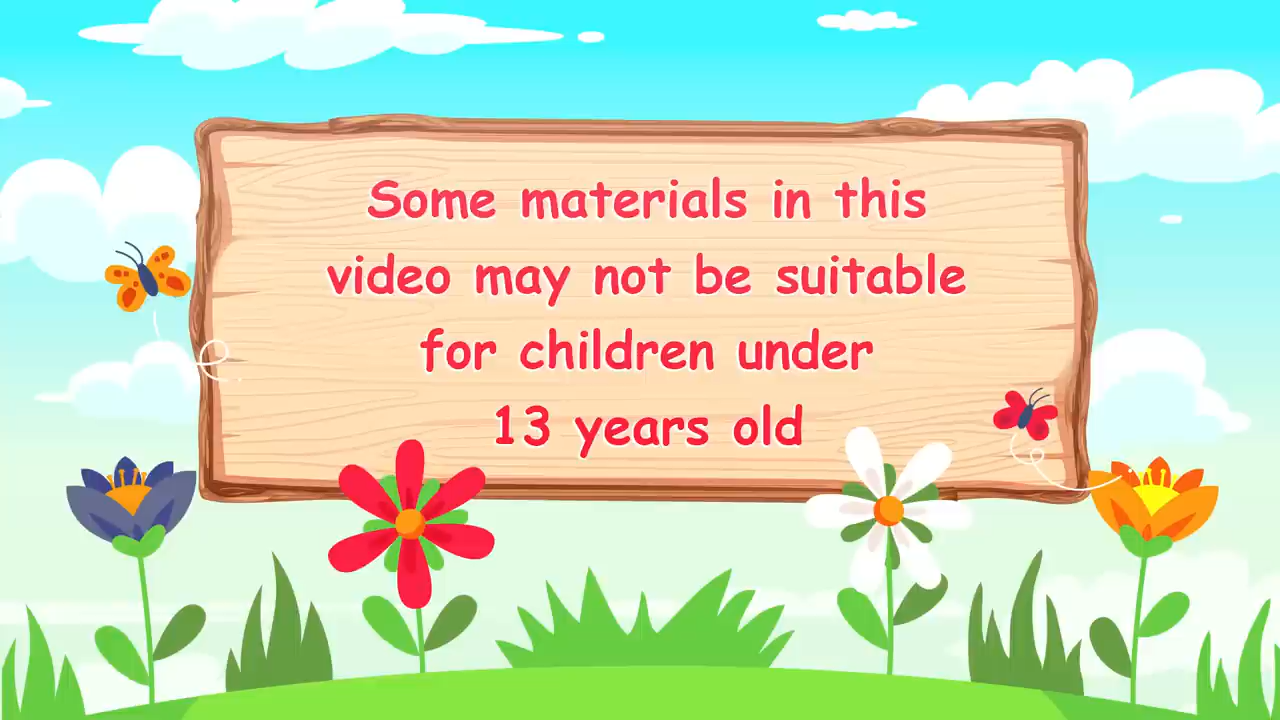 Some materials in this
video may not be suitable
for children under
13 years old